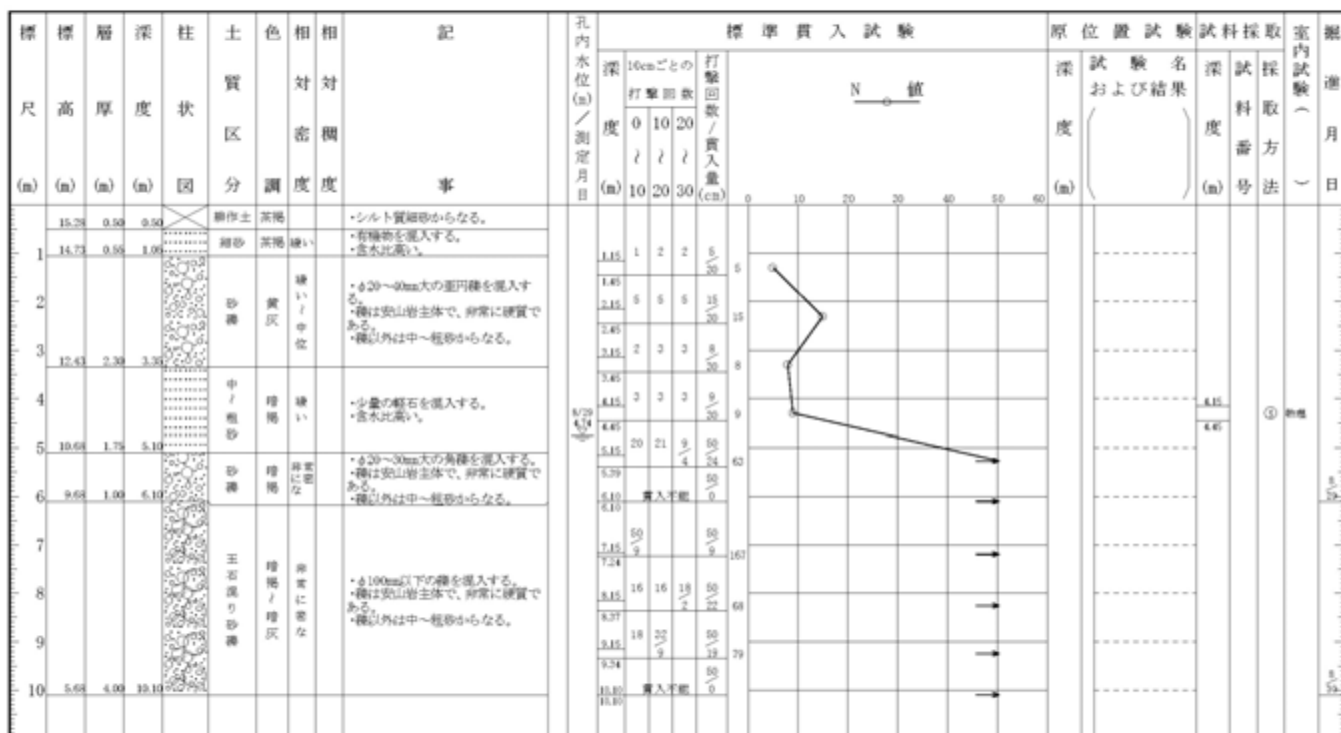 標尺(m)
標高(m)
層厚(m)
深度(m)
柱状図
土質区分
色調
相対密度
相対稠度
記事
孔内水位(m)/測定月日
標準貫入試験
深度(m)
10cmごとの打撃回数
0〜10
10〜20
20〜30
打撃回数/貫入量(cm)
N値
0 10 20 30 40 50 60
原位置試験
深度(m)
試験名および結果
試料採取
深度(m)
試料番号
採取方法
室内試験
掘進月日
15.28 0.50 0.50 耕作土 茶褐
・シルト質細砂からなる。
1 14.73 0.55 1.05 細砂 茶褐 緩い
・有機物を混入する。
・含水比高い。
1.15 1 2 2 5/30 5
1.45
2 砂礫 黄灰 緩い〜中位
・φ20〜40mm大の亜円礫を混入する。
・礫は安山岩主体で、非常に硬質である。
・礫以外は中〜粗砂からなる。
2.15 5 5 5 15/30 15
2.45
3 12.43 2.30 3.35
3.15 2 3 3 8/30 8
3.45
4 中〜粗砂 暗褐 緩い
・少量の軽石を混入する。
・含水比高い。
4.15 3 3 3 9/30 9
4.45
4.15
4.45
5 10.68 1.75 5.10
5.15 20 21 9/4 50/24 62
5.39
砂礫 暗褐 非常に密な
・φ20〜30mm大の角礫を混入する。
・礫は安山岩主体で、非常に硬質である。
・礫以外は中〜粗砂からなる。
6 9.68 1.00 6.10
6.10 貫入不能 50/0
6.10
7
7.15 50/9 50/9 167
7.24
8 玉石混り砂礫 暗褐〜暗灰 非常に密な
・φ100mm以下の礫を混入する。
・礫は安山岩主体で、非常に硬質である。
・礫以外は中〜粗砂からなる。
8.15 16 16 18/2 50/22 68
8.37
9
9.15 18 50/19 79
10 5.68 4.00 10.10
10.10 貫入不能 50/0
10.10